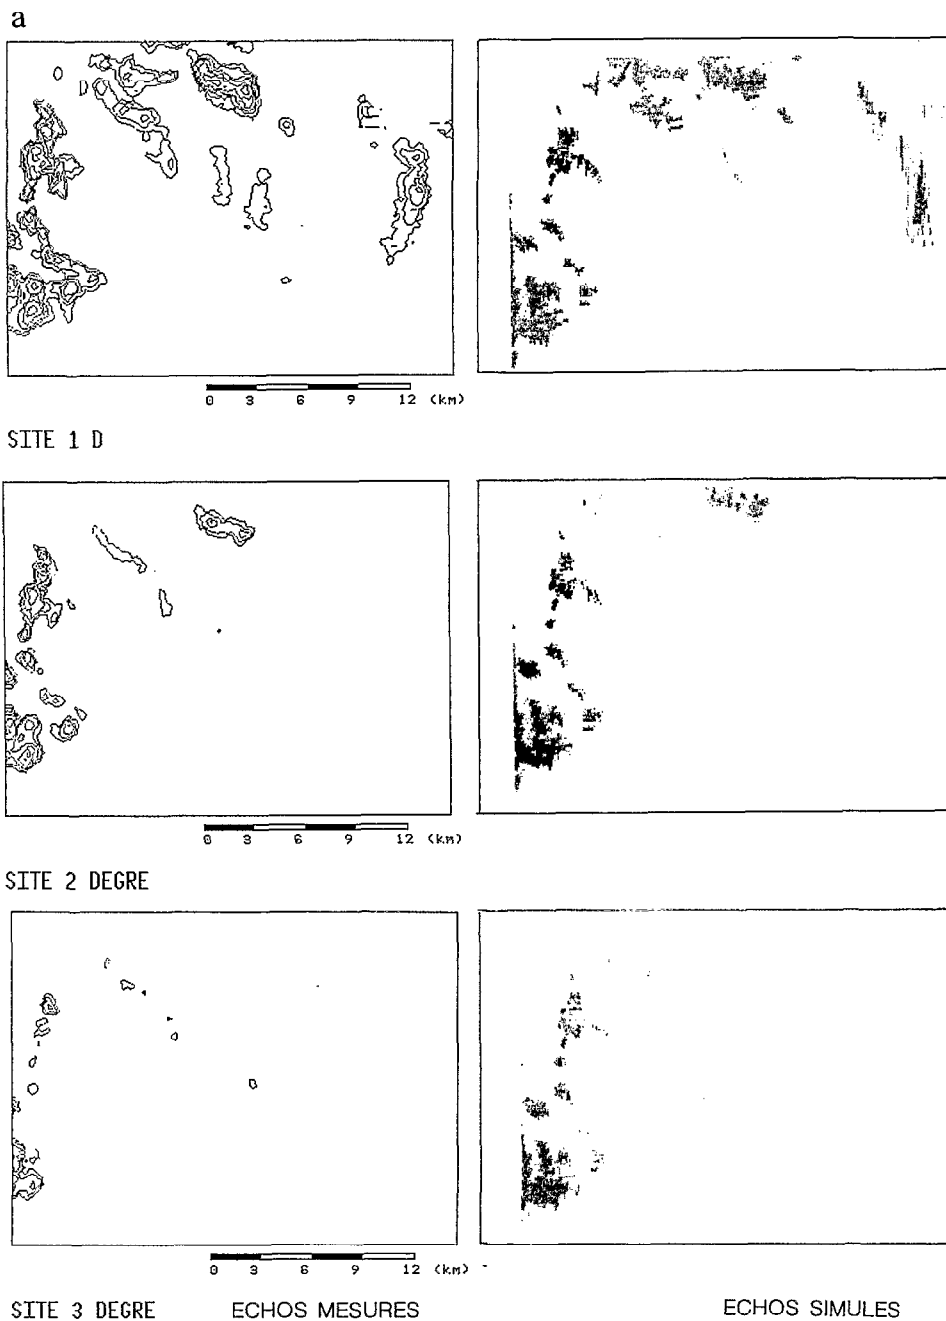 a
0 3 6 9 12 (km)
SITE 1 D
0 3 6 9 12 (km)
SITE 2 DEGRE
0 3 6 9 12 (km)
SITE 3 DEGRE ECHOS MESURES ECHOS SIMULES